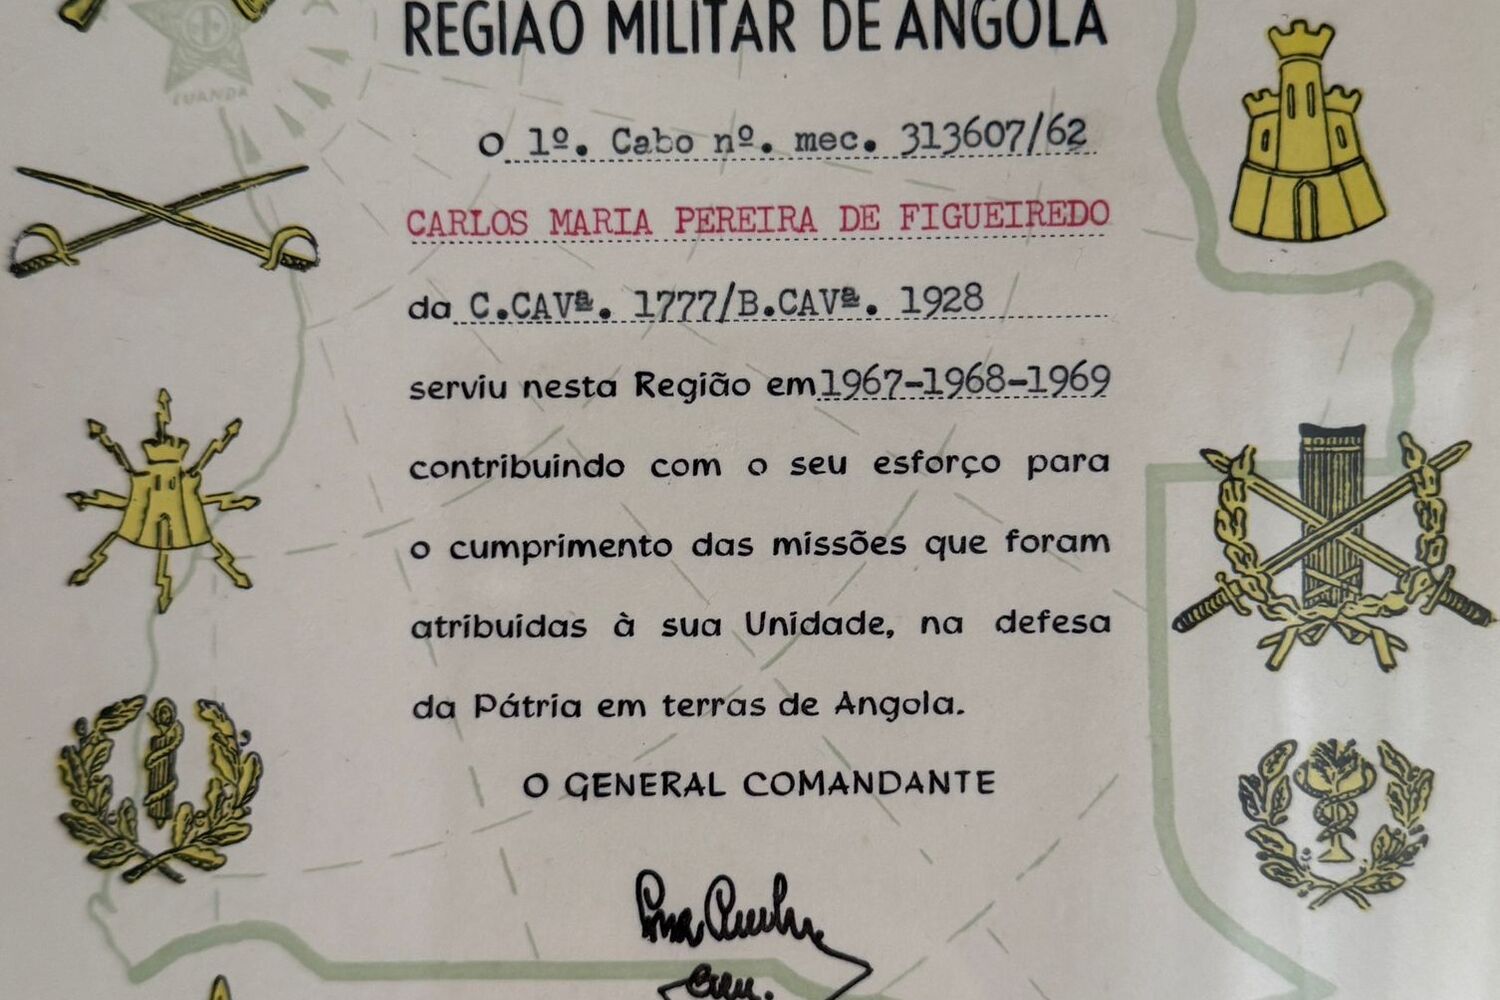 REGIÃO MILITAR DE ANGOLA
LUANDA
O 1º. Cabo nº. mec. 313607/62
CARLOS MARIA PEREIRA DE FIGUEIREDO
da C.CAVª. 1777/B.CAVª. 1928
serviu nesta Região em 1967-1968-1969
contribuindo com o seu esforço para
o cumprimento das missões que foram
atribuidas à sua Unidade, na defesa
da Pátria em terras de Angola.
O GENERAL COMANDANTE